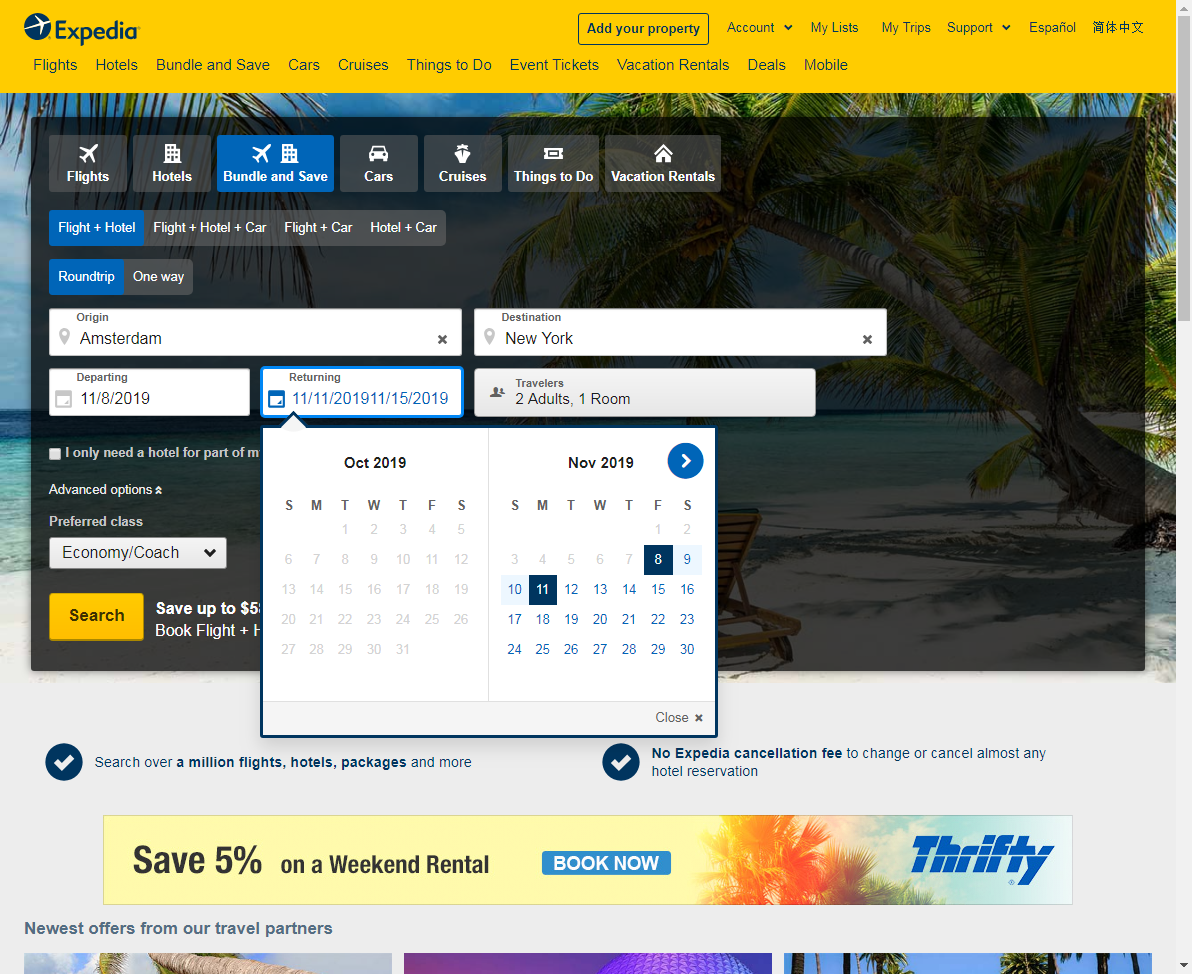 Expedia
Add your property
Account
My Lists
My Trips
Support
Español
简体中文
Flights
Hotels
Bundle and Save
Cars
Cruises
Things to Do
Event Tickets
Vacation Rentals
Deals
Mobile
Flights
Hotels
Bundle and Save
Cars
Cruises
Things to Do
Vacation Rentals
Flight + Hotel
Flight + Hotel + Car
Flight + Car
Hotel + Car
Roundtrip
One way
Origin
Amsterdam
Destination
New York
Departing
11/8/2019
Returning
11/11/201911/15/2019
Travelers
2 Adults, 1 Room
I only need a hotel for part of m
Advanced options
Preferred class
Economy/Coach
Search
Save up to $5
Book Flight + H
Oct 2019
S M T W T F S
1 2 3 4 5
6 7 8 9 10 11 12
13 14 15 16 17 18 19
20 21 22 23 24 25 26
27 28 29 30 31
Nov 2019
S M T W T F S
1 2
3 4 5 6 7 8 9
10 11 12 13 14 15 16
17 18 19 20 21 22 23
24 25 26 27 28 29 30
Close
Search over a million flights, hotels, packages and more
No Expedia cancellation fee to change or cancel almost any
hotel reservation
Save 5% on a Weekend Rental
BOOK NOW
Thrifty
Newest offers from our travel partners